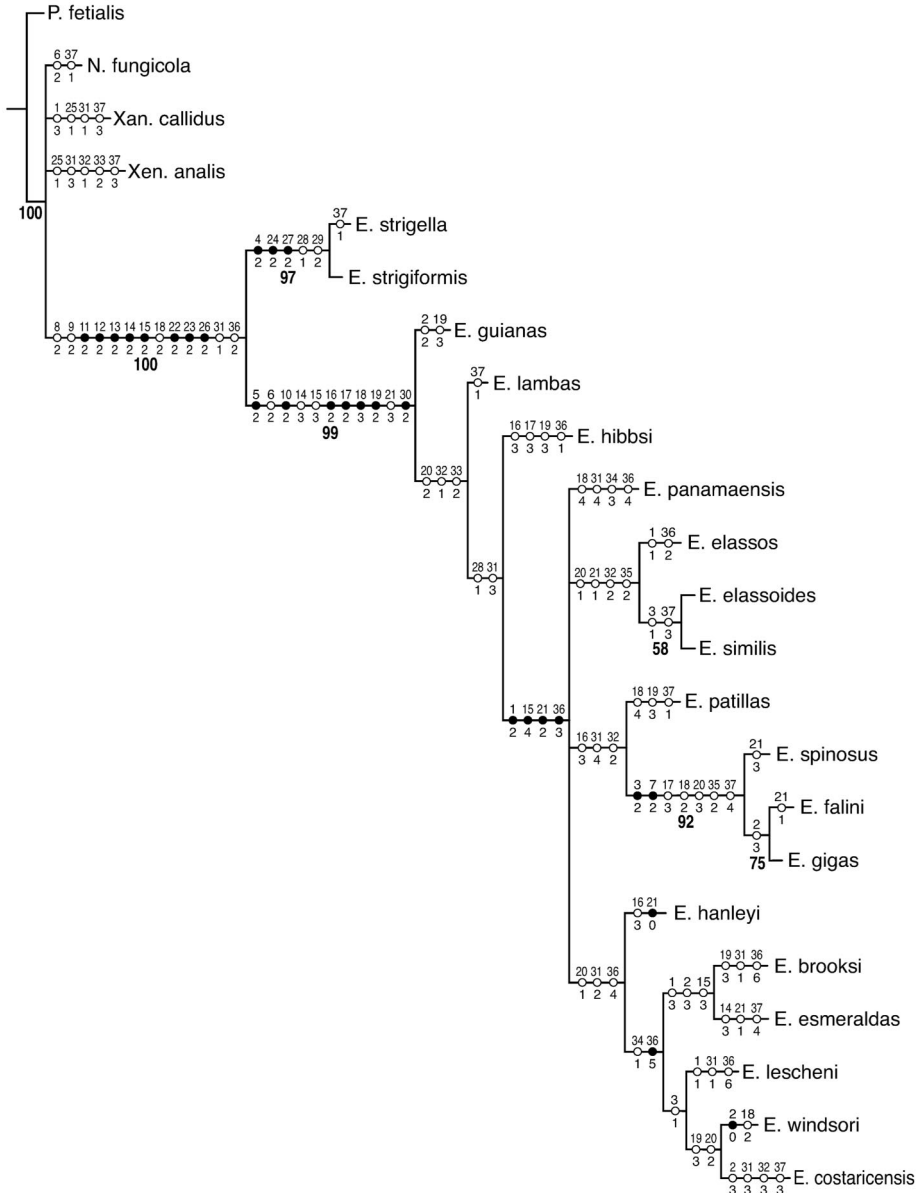 P. fetialis
6 37
N. fungicola
2 1
1 25 31 37
Xan. callidus
3 1 1 3
25 31 32 33 37
Xen. analis
1 3 1 2 3
100
37
E. strigella
1
4 24 27 28 29
2 2 2 1 2
97
E. strigiformis
8 9 11 12 13 14 15 18 22 23 26 31 36
2 2 2 2 2 2 2 2 2 2 2 1 2
100
2 19
E. guianas
2 3
5 6 10 14 15 16 17 18 19 21 30
2 2 2 3 3 2 2 3 2 3 2
99
37
E. lambas
1
20 32 33
2 1 2
16 17 19 36
E. hibbsi
3 3 3 1
28 31
1 3
18 31 34 36
E. panamaensis
4 4 3 4
1 36
E. elassos
1 2
20 21 32 35
1 1 2 2
E. elassoides
3 37
1 3
58
E. similis
1 15 21 36
2 4 2 3
18 19 37
E. patillas
4 3 1
16 31 32
3 4 2
21
E. spinosus
3
3 7 17 18 20 35 37
2 2 3 2 3 2 4
92
21
E. falini
1
2
3
75
E. gigas
16 21
E. hanleyi
3 0
20 31 36
1 2 4
19 31 36
E. brooksi
3 1 6
1 2 15
3 3 3
14 21 37
E. esmeraldas
3 1 4
34 36
1 5
1 31 36
E. lescheni
1 1 6
3
1
2 18
E. windsori
0 2
19 20
3 2
2 31 32 37
E. costaricensis
3 3 3 3